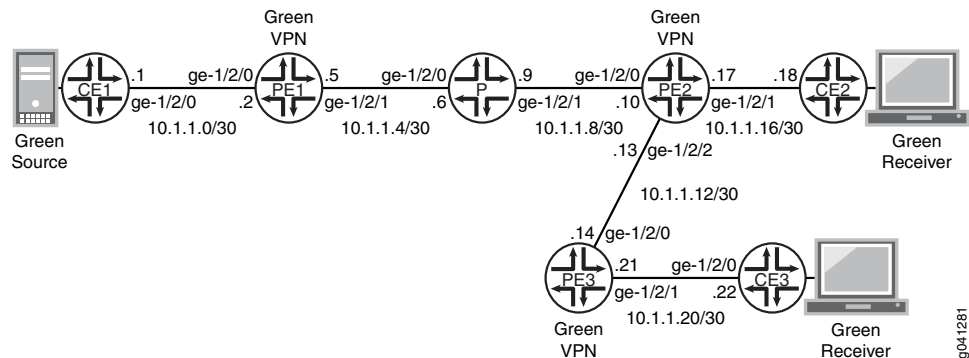 Green
VPN
Green
VPN
.1
ge-1/2/0
.5
ge-1/2/0
.9
ge-1/2/0
.17
.18
CE1
PE1
P
PE2
CE2
ge-1/2/0
.2
ge-1/2/1
.6
ge-1/2/1
.10
ge-1/2/1
10.1.1.0/30
10.1.1.4/30
10.1.1.8/30
10.1.1.16/30
Green
Source
Green
Receiver
.13
ge-1/2/2
10.1.1.12/30
.14
ge-1/2/0
.21
ge-1/2/0
PE3
CE3
ge-1/2/1
.22
10.1.1.20/30
Green
VPN
Green
Receiver
g041281